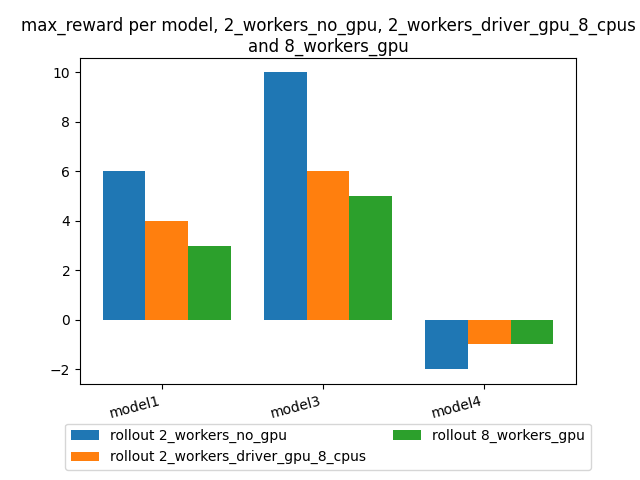 max_reward per model, 2_workers_no_gpu, 2_workers_driver_gpu_8_cpus
and 8_workers_gpu
10
8
6
4
2
0
−2
model1
model3
model4
rollout 2_workers_no_gpu
rollout 2_workers_driver_gpu_8_cpus
rollout 8_workers_gpu